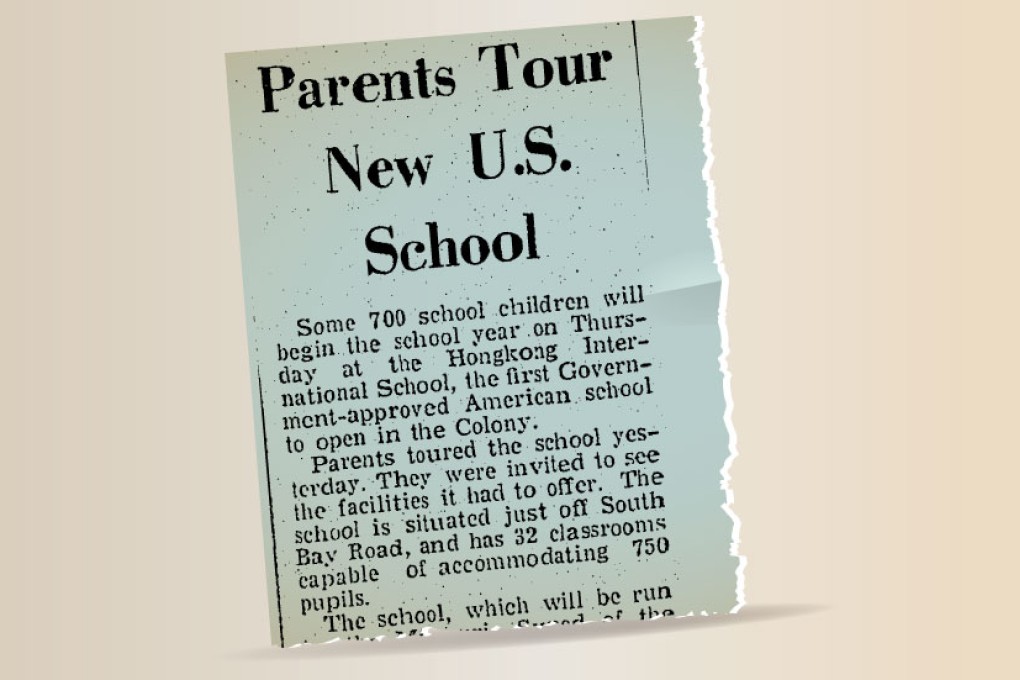 Parents Tour
New U.S.
School
Some 700 school children will
begin the school year on Thurs-
day at the Hongkong Inter-
national School, the first Govern-
ment-approved American school
to open in the Colony.
Parents toured the school yes-
terday. They were invited to see
the facilities it had to offer. The
school is situated just off South
Bay Road, and has 32 classrooms
capable of accommodating 750
pupils.
The school, which will be run
of the